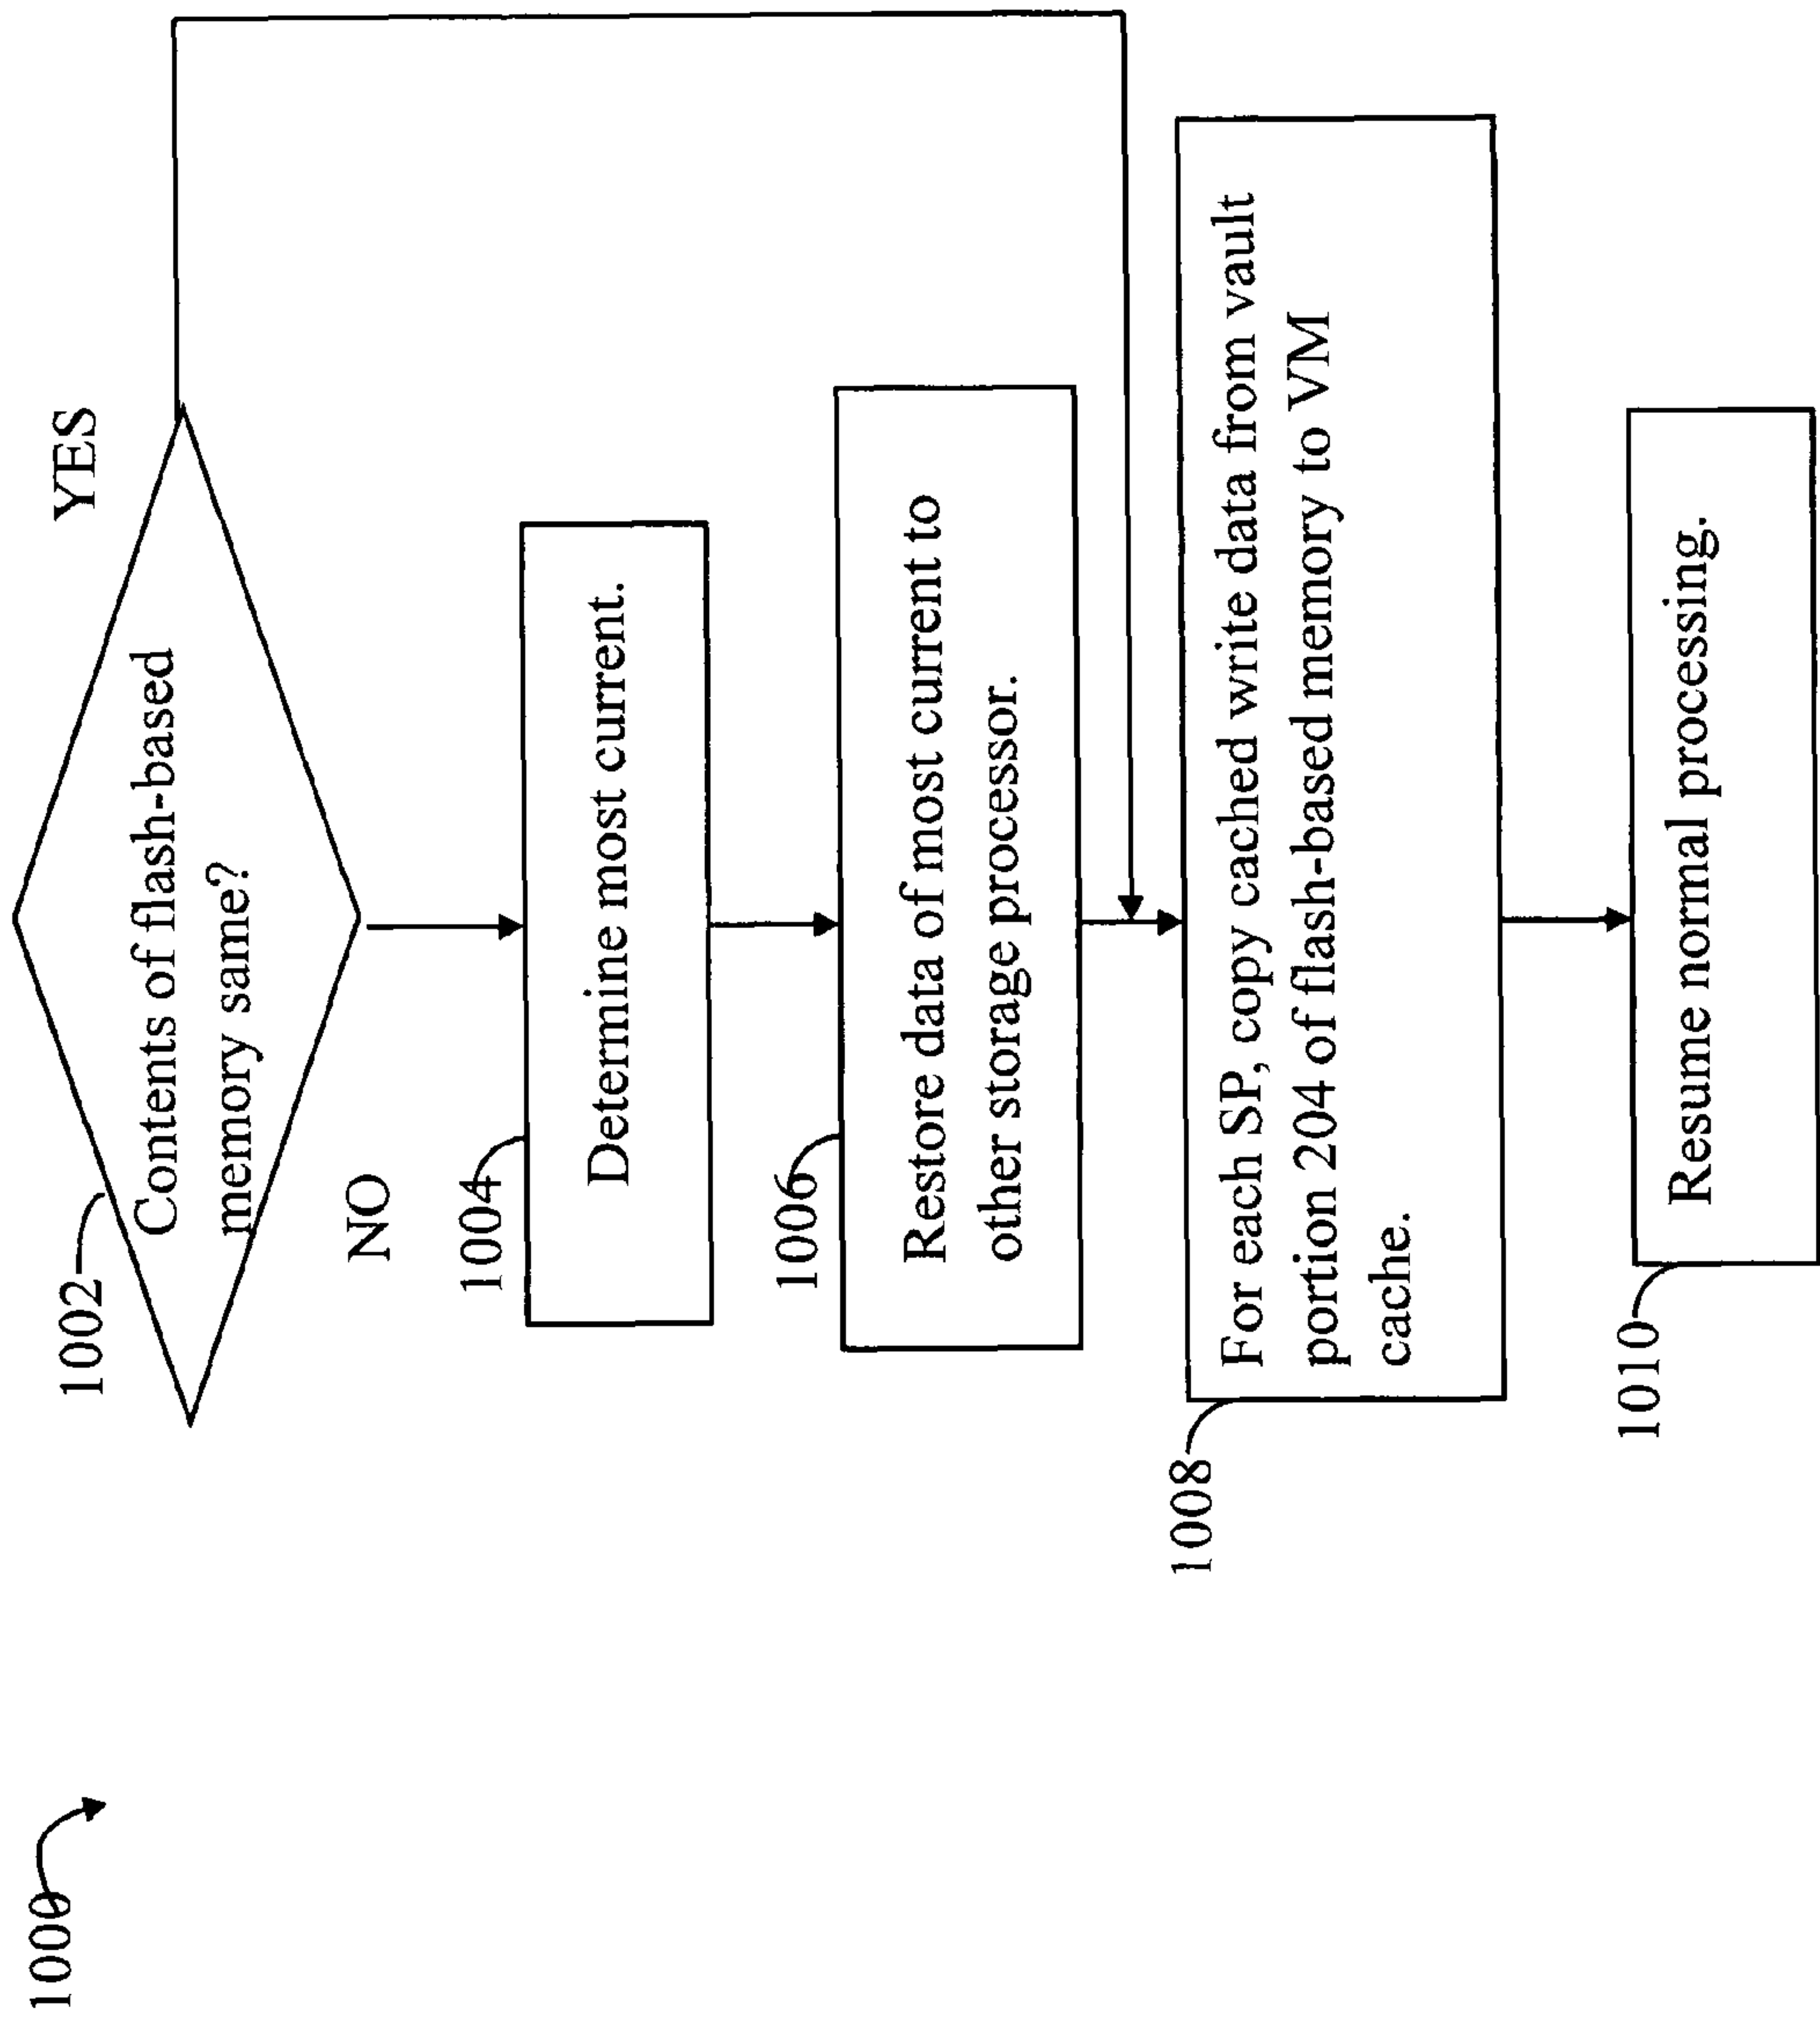 1000
1002
Contents of flash-based
memory same?
YES
NO
1004
Determine most current.
1006
Restore data of most current to
other storage processor.
1008
For each SP, copy cached write data from vault
portion 204 of flash-based memory to VM
cache.
1010
Resume normal processing.